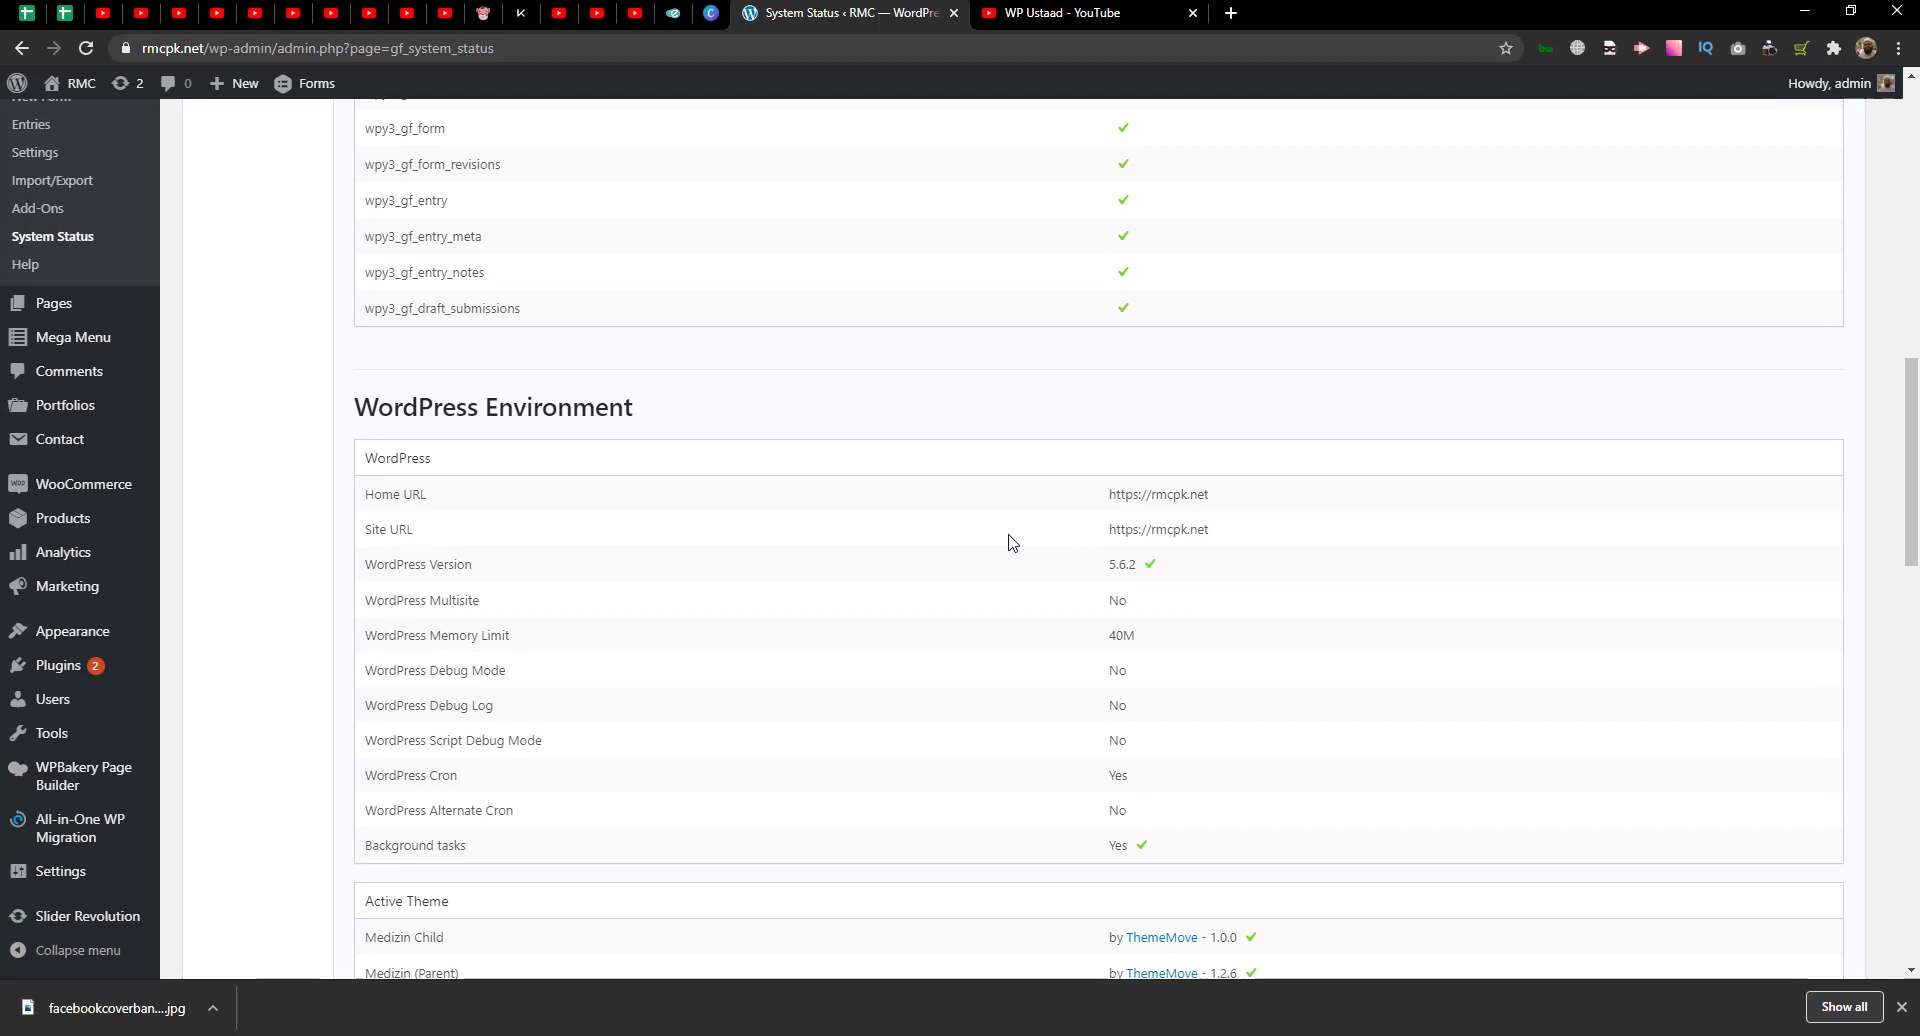 System Status ‹ RMC — WordPre
WP Ustaad - YouTube
rmcpk.net/wp-admin/admin.php?page=gf_system_status
RMC
2
0
New
Forms
Howdy, admin
Entries
Settings
Import/Export
Add-Ons
System Status
Help
Pages
Mega Menu
Comments
Portfolios
Contact
WooCommerce
Products
Analytics
Marketing
Appearance
Plugins 2
Users
Tools
WPBakery Page
Builder
All-in-One WP
Migration
Settings
Slider Revolution
Collapse menu
wpy3_gf_form
wpy3_gf_form_revisions
wpy3_gf_entry
wpy3_gf_entry_meta
wpy3_gf_entry_notes
wpy3_gf_draft_submissions
WordPress Environment
WordPress
Home URL https://rmcpk.net
Site URL https://rmcpk.net
WordPress Version 5.6.2
WordPress Multisite No
WordPress Memory Limit 40M
WordPress Debug Mode No
WordPress Debug Log No
WordPress Script Debug Mode No
WordPress Cron Yes
WordPress Alternate Cron No
Background tasks Yes
Active Theme
Medizin Child by ThemeMove - 1.0.0
Medizin (Parent) by ThemeMove - 1.2.6
facebookcoverban....jpg
Show all